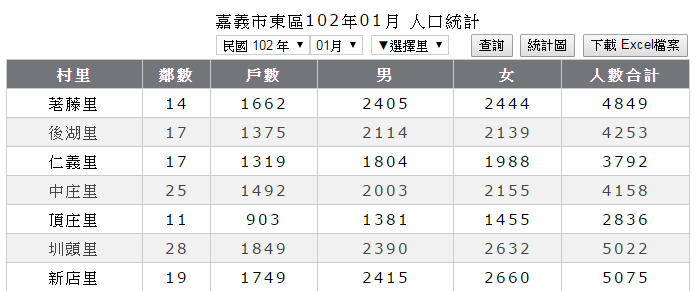 嘉義市東區102年01月 人口統計
民國 102 年▼ 01月 ▼ ▼選擇里 ▼ 查詢 統計圖 下載 Excel檔案
村里 鄰數 戶數 男 女 人數合計
荖藤里 14 1662 2405 2444 4849
後湖里 17 1375 2114 2139 4253
仁義里 17 1319 1804 1988 3792
中庄里 25 1492 2003 2155 4158
頂庄里 11 903 1381 1455 2836
圳頭里 28 1849 2390 2632 5022
新店里 19 1749 2415 2660 5075